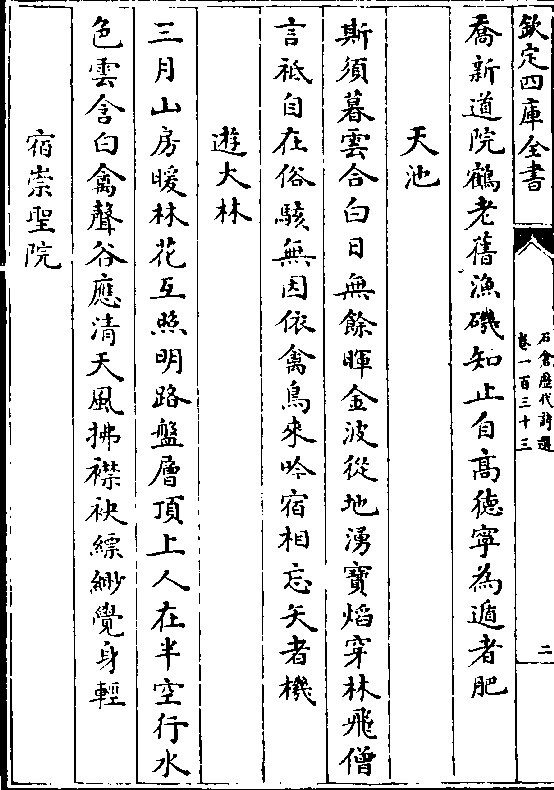 欽定四庫全書
石倉歷代詩選
卷一百三十三
二
喬新道院鶴老舊漁磯知止自髙徳寧為遁者肥
天池
斯須暮雲合白日無餘暉金波從地湧寶焰穿林飛僧
言祗自在俗駭無因依禽鳥來吟宿相忘矢者機
遊大林
三月山房暖林花互照明路盤層頂上人在半空行水
色雲含白禽聲谷應清天風拂襟袂縹緲覺身輕
宿崇聖院